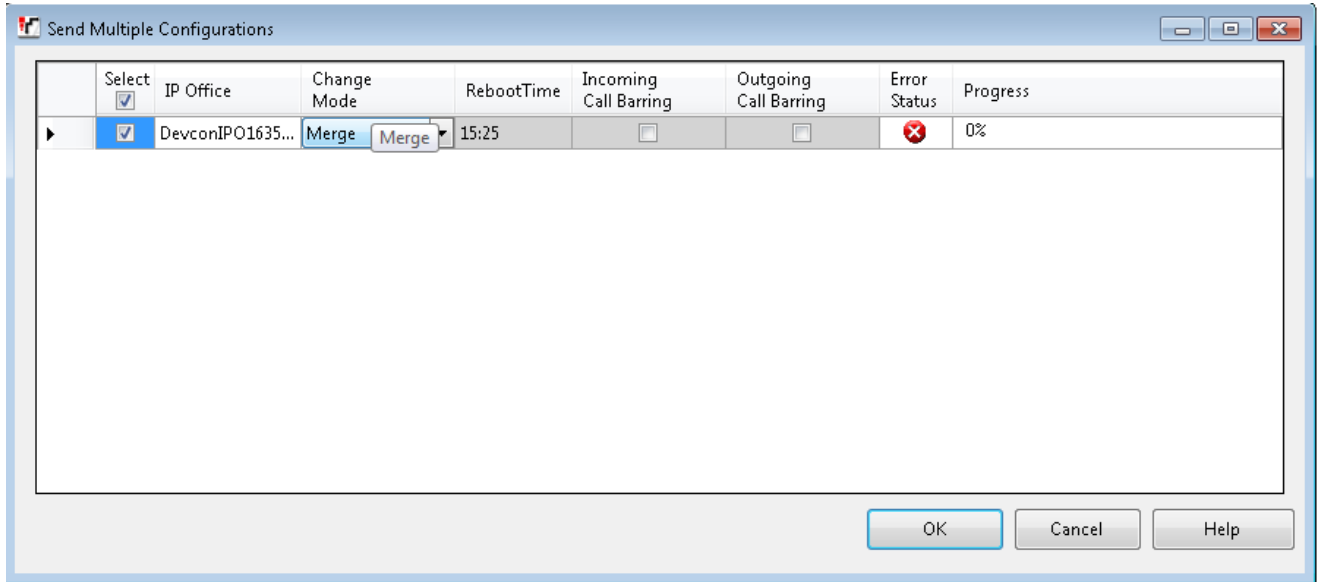 Send Multiple Configurations
Select IP Office Change Mode RebootTime Incoming Call Barring Outgoing Call Barring Error Status Progress
DevconIPO1635... Merge Merge 15:25 0%
OK Cancel Help